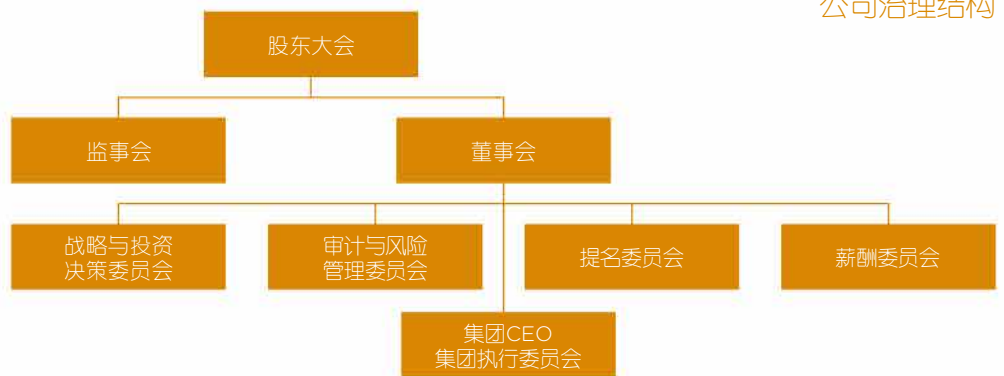 公司治理结构
股东大会
监事会
董事会
战略与投资
决策委员会
审计与风险
管理委员会
提名委员会
薪酬委员会
集团CEO
集团执行委员会